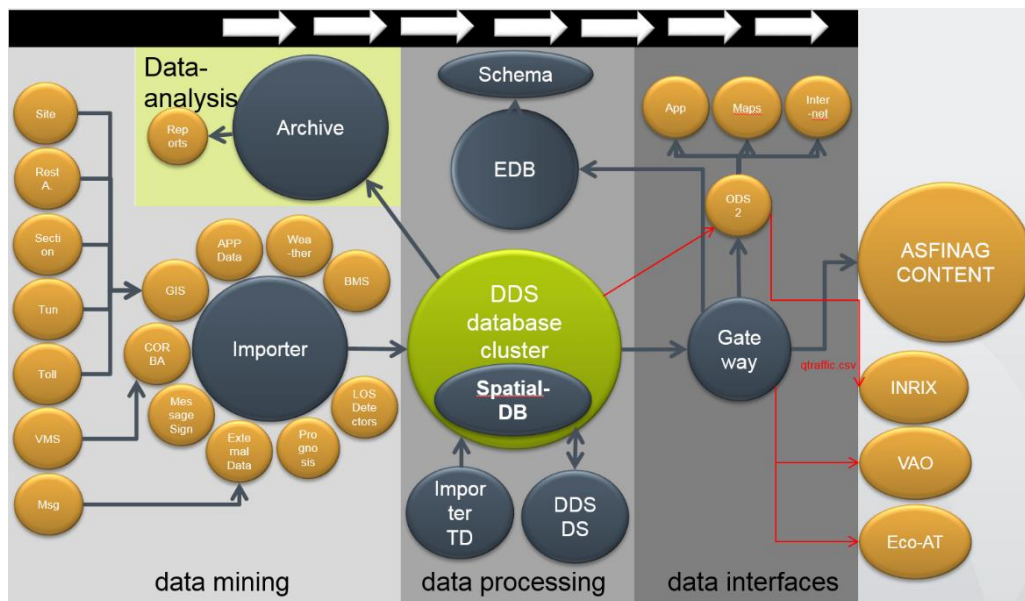 Data-
analysis
Rep
orts
Archive
Site
Rest
A.
Secti
on
Tun
Toll
VMS
Msg
GIS
APP
Data
Wea
-ther
BMS
COR
BA
Importer
Mes
sage
Sign
External
Data
Pro
gno
sis
LOS
Dete
ctors
data mining
Schema
EDB
DDS
database
cluster
Spatial-
DB
Impor
ter
TD
DDS
DS
data processing
App
Maps
Inter
-net
ODS
2
Gate
way
qtraffic.csv
data interfaces
ASFINAG
CONTENT
INRIX
VAO
Eco-AT